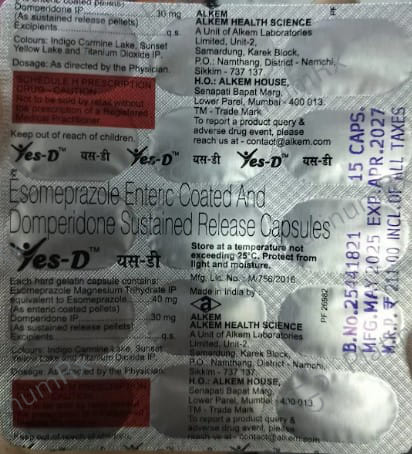 enteric coated pellets)
Domperidone IP ...30 mg
(As sustained release pellets)
Excipients ...q.s.
Colours: Indigo Carmine Lake, Sunset
Yellow Lake and Titanium Dioxide IP.
Dosage: As directed by the Physician.
SCHEDULE H PRESCRIPTION
DRUG - CAUTION
Not to be sold by retail without
the prescription of a Registered
Medical Practitioner.
Keep out of reach of children.
ALKEM
ALKEM HEALTH SCIENCE
A Unit of Alkem Laboratories
Limited, Unit-2,
Samardung, Karek Block,
P.O.: Namthang, District - Namchi,
Sikkim - 737 137.
H.O.: ALKEM HOUSE,
Senapati Bapat Marg,
Lower Parel, Mumbai - 400 013.
TM - Trade Mark
To report a product query &
adverse drug event, please
reach us at - contact@alkem.com
Yes-D™ यस-डी Yes-D™ यस-डी Yes-D™ यस-डी
Esomeprazole Enteric Coated And
Domperidone Sustained Release Capsules
Yes-D™ यस-डी
Store at a temperature not
exceeding 25°C. Protect from
light and moisture.
Mfg. Lic. No.: M/756/2016
Each hard gelatin capsule contains:
Esomeprazole Magnesium Trihydrate IP
equivalent to Esomeprazole ...40 mg
(As enteric coated pellets)
Domperidone IP ...30 mg
(As sustained release pellets)
Excipients ...q.s.
Colours: Indigo Carmine Lake, Sunset
Yellow Lake and Titanium Dioxide IP.
Dosage: As directed by the Physician.
Keep out of reach of
Made in India by:
a
ALKEM
ALKEM HEALTH SCIENCE
A Unit of Alkem Laboratories
Limited, Unit-2,
Samardung, Karek Block,
P.O.: Namthang, District - Namchi,
Sikkim - 737 137.
H.O.: ALKEM HOUSE,
Senapati Bapat Marg,
Lower Parel, Mumbai - 400 013
TM - Trade Mark
To report a product query &
adverse drug event, please
reach us at - contact@alkem.com
PF 26582
15 CAPS.
MFG.MAY.2025 EXP.APR.2027
M.R.P. ₹ INCL. OF ALL TAXES